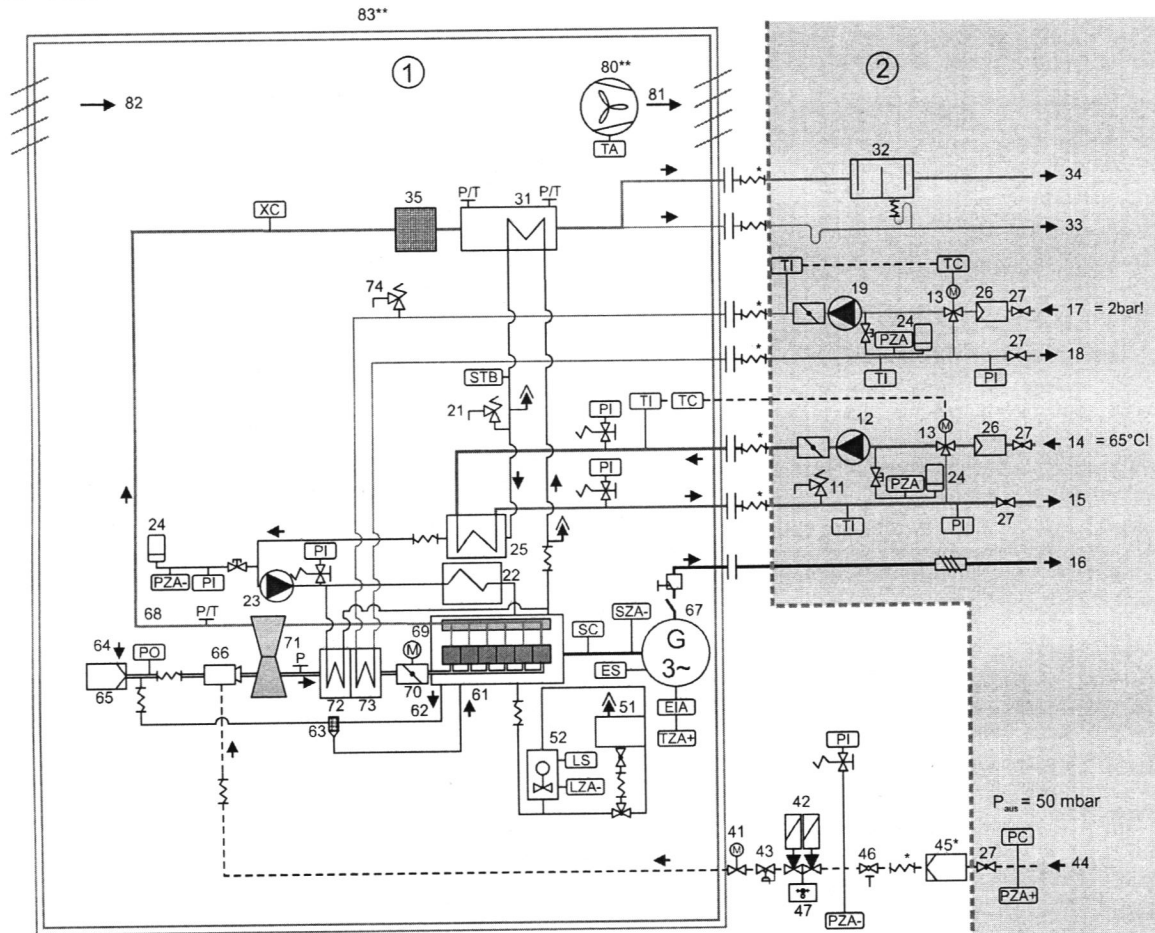 83**
1
2
82
80**
81
TA
32
34
XC
35
P/T
31
P/T
33
TI
TC
74
19
13
M
26
27
17 = 2bar!
24
PZA
27
18
STB
TI
PI
21
PI
TI
TC
12
13
M
26
27
14 = 65°C!
PI
11
PZA
24
15
24
25
TI
PI
27
PI
PZA-
PI
22
16
23
68
P/T
69
SZA-
67
64
71
M
SC
PO
66
P
G
3~
65
70
ES
72
73
62
61
EIA
63
51
TZA+
52
PI
LS
LZA-
P aus = 50 mbar
42
41
M
43
46
45*
27
PC
44
47
PZA-
PZA+